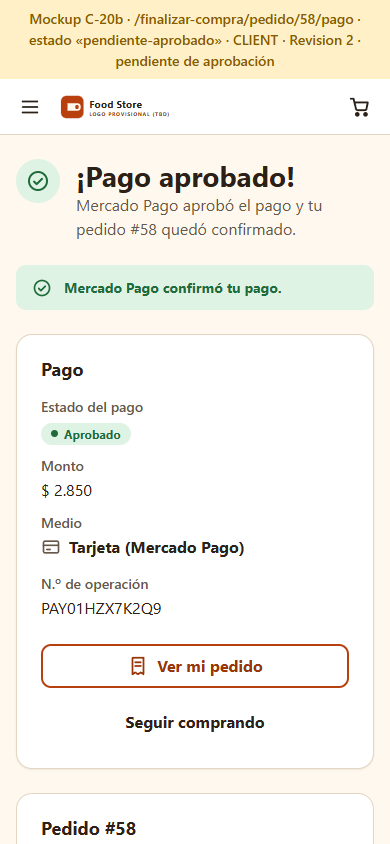 Mockup C-20b · /finalizar-compra/pedido/58/pago ·
estado «pendiente-aprobado» · CLIENT · Revision 2 ·
pendiente de aprobación
Food Store
LOGO PROVISIONAL (TBD)
¡Pago aprobado!
Mercado Pago aprobó el pago y tu
pedido #58 quedó confirmado.
Mercado Pago confirmó tu pago.
Pago
Estado del pago
Aprobado
Monto
$ 2.850
Medio
Tarjeta (Mercado Pago)
N.º de operación
PAY01HZX7K2Q9
Ver mi pedido
Seguir comprando
Pedido #58